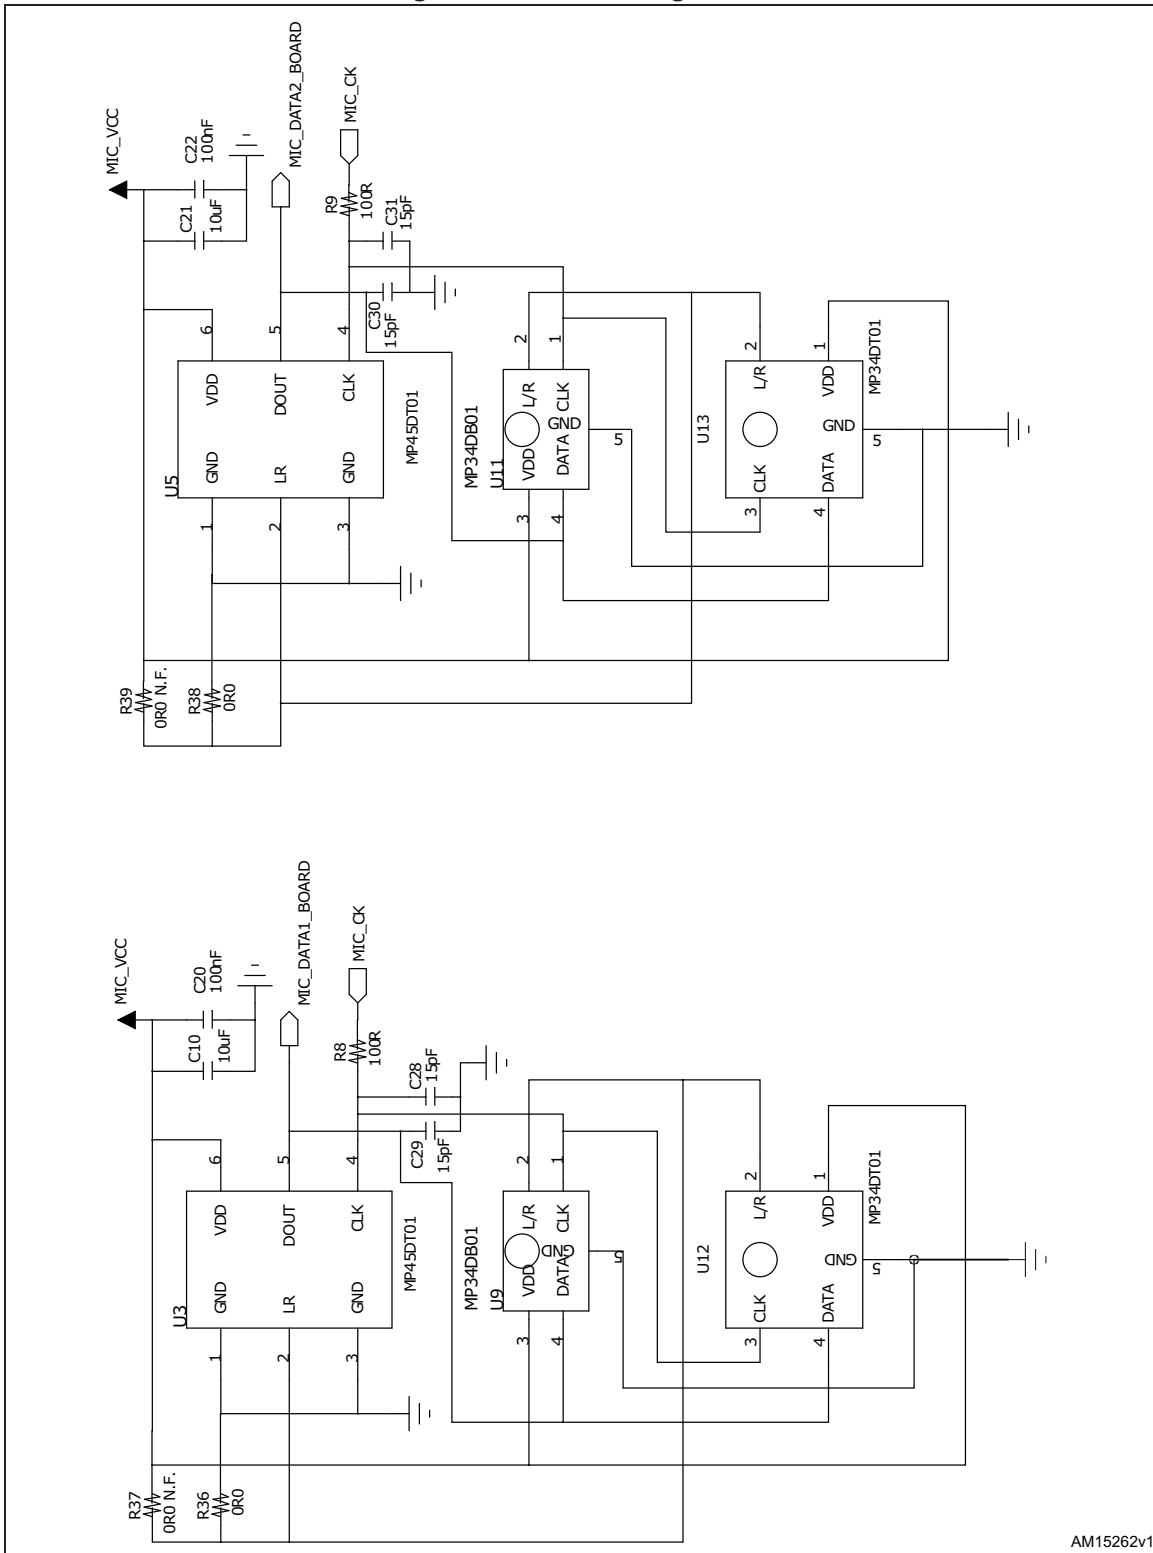 MIC_VCC
C22
100nF
C21
10uF
MIC_DATA2_BOARD
MIC_CK
R9
100R
C31
15pF
C30
15pF
6
5
4
VDD
DOUT
CLK
GND
LR
GND
U5
MP45DT01
1
2
3
R39
0R0 N.F.
R38
0R0
MP34DB01
U11
2
1
L/R
CLK
GND
VDD
DATA
5
3
4
U13
MP34DT01
2
1
L/R
VDD
GND
5
CLK
DATA
3
4
MIC_VCC
C20
100nF
C10
10uF
MIC_DATA1_BOARD
MIC_CK
R8
100R
C28
15pF
C29
15pF
6
5
4
VDD
DOUT
CLK
GND
LR
GND
U3
MP45DT01
1
2
3
R37
0R0 N.F.
R36
0R0
MP34DB01
U9
2
1
L/R
CLK
GND
VDD
DATA
5
3
4
U12
MP34DT01
2
1
L/R
VDD
GND
5
CLK
DATA
3
4
AM15262v1